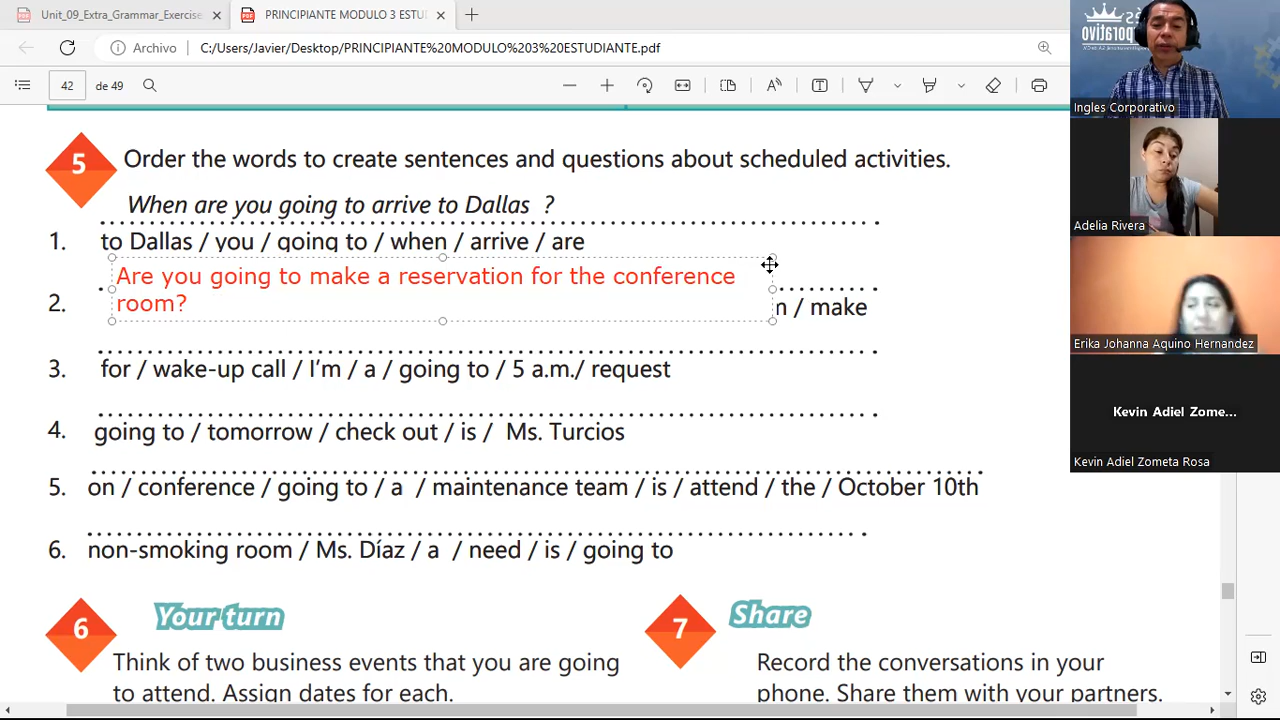 Unit_09_Extra_Grammar_Exercise
PRINCIPIANTE MODULO 3 ESTU
Archivo
C:/Users/Javier/Desktop/PRINCIPIANTE%20MODULO%203%20ESTUDIANTE.pdf
42
de 49
5
Order the words to create sentences and questions about scheduled activities.
When are you going to arrive to Dallas ?
1. to Dallas / you / going to / when / arrive / are
Are you going to make a reservation for the conference
room?
2.
/ make
3. for / wake-up call / I'm / a / going to / 5 a.m./ request
4. going to / tomorrow / check out / is / Ms. Turcios
5. on / conference / going to / a / maintenance team / is / attend / the / October 10th
6. non-smoking room / Ms. Díaz / a / need / is / going to
6
Your turn
Think of two business events that you are going
to attend. Assign dates for each.
7
Share
Record the conversations in your
phone. Share them with your partners.
Ingles Corporativo
Adelia Rivera
Erika Johanna Aquino Hernandez
Kevin Adiel Zome...
Kevin Adiel Zometa Rosa